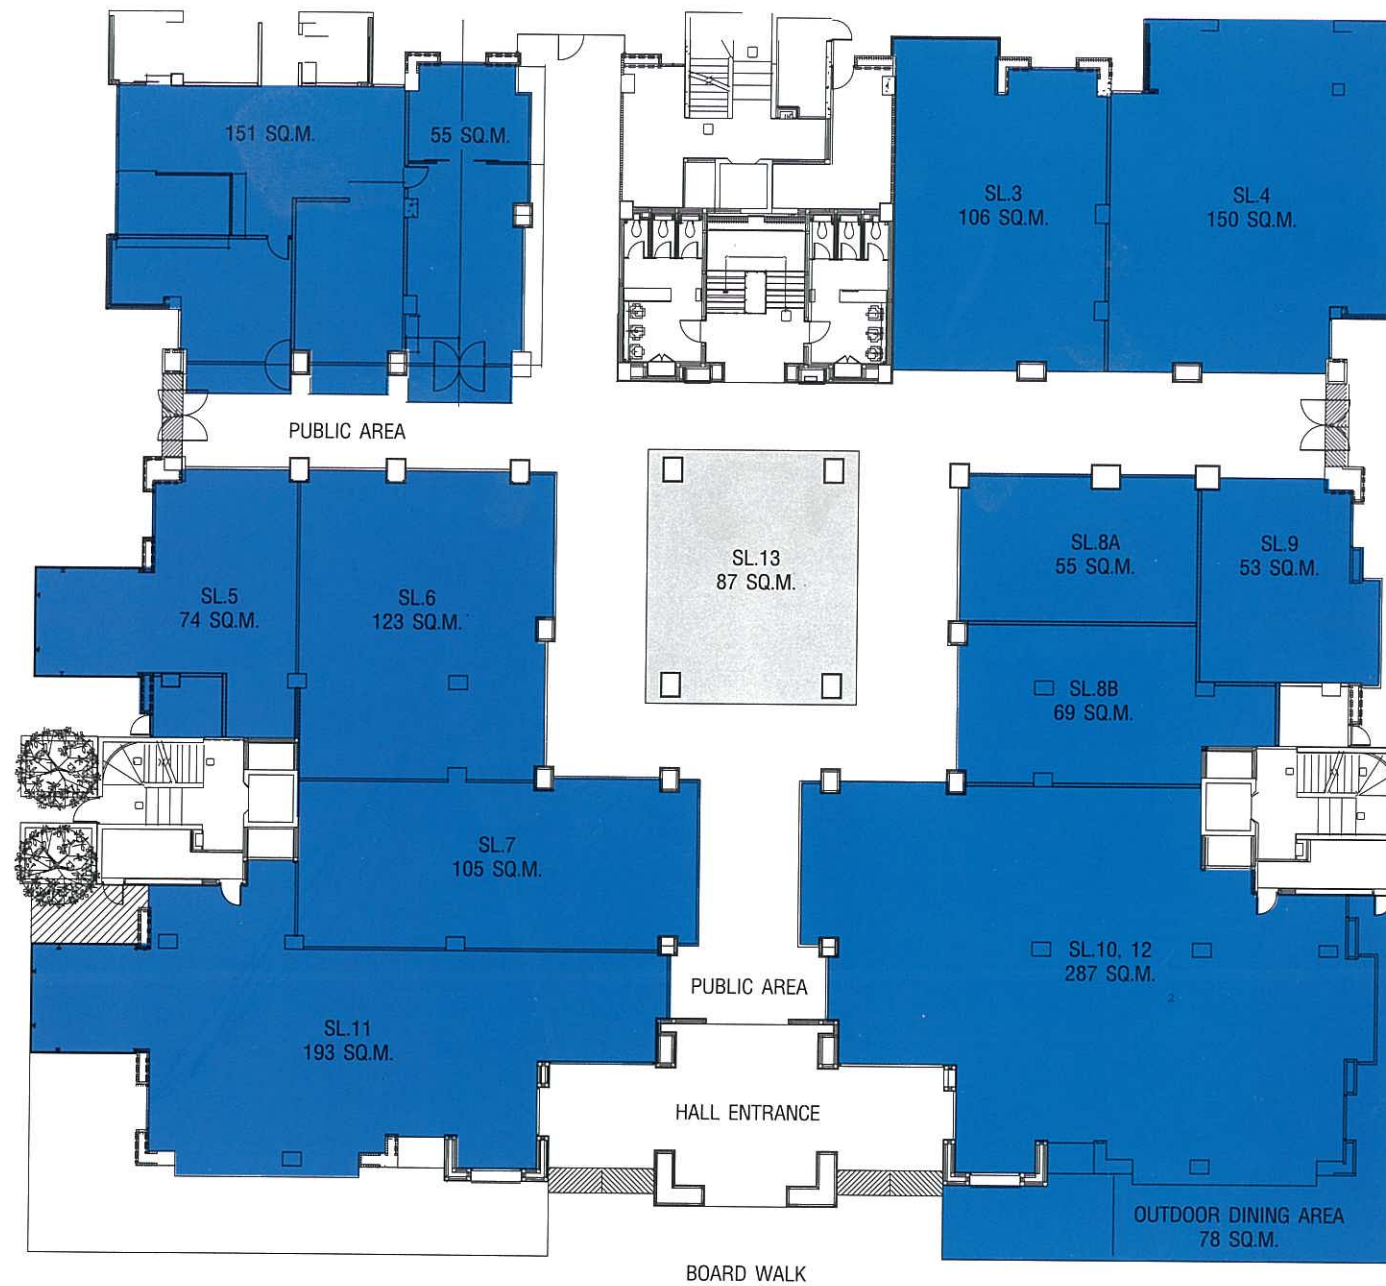 151 SQ.M.
55 SQ.M.
SL.3
106 SQ.M.
SL.4
150 SQ.M.
PUBLIC AREA
SL.5
74 SQ.M.
SL.6
123 SQ.M.
SL.13
87 SQ.M.
SL.8A
55 SQ.M.
SL.9
53 SQ.M.
SL.8B
69 SQ.M.
SL.7
105 SQ.M.
SL.10, 12
287 SQ.M.
2
PUBLIC AREA
SL.11
193 SQ.M.
HALL ENTRANCE
OUTDOOR DINING AREA
78 SQ.M.
BOARD WALK